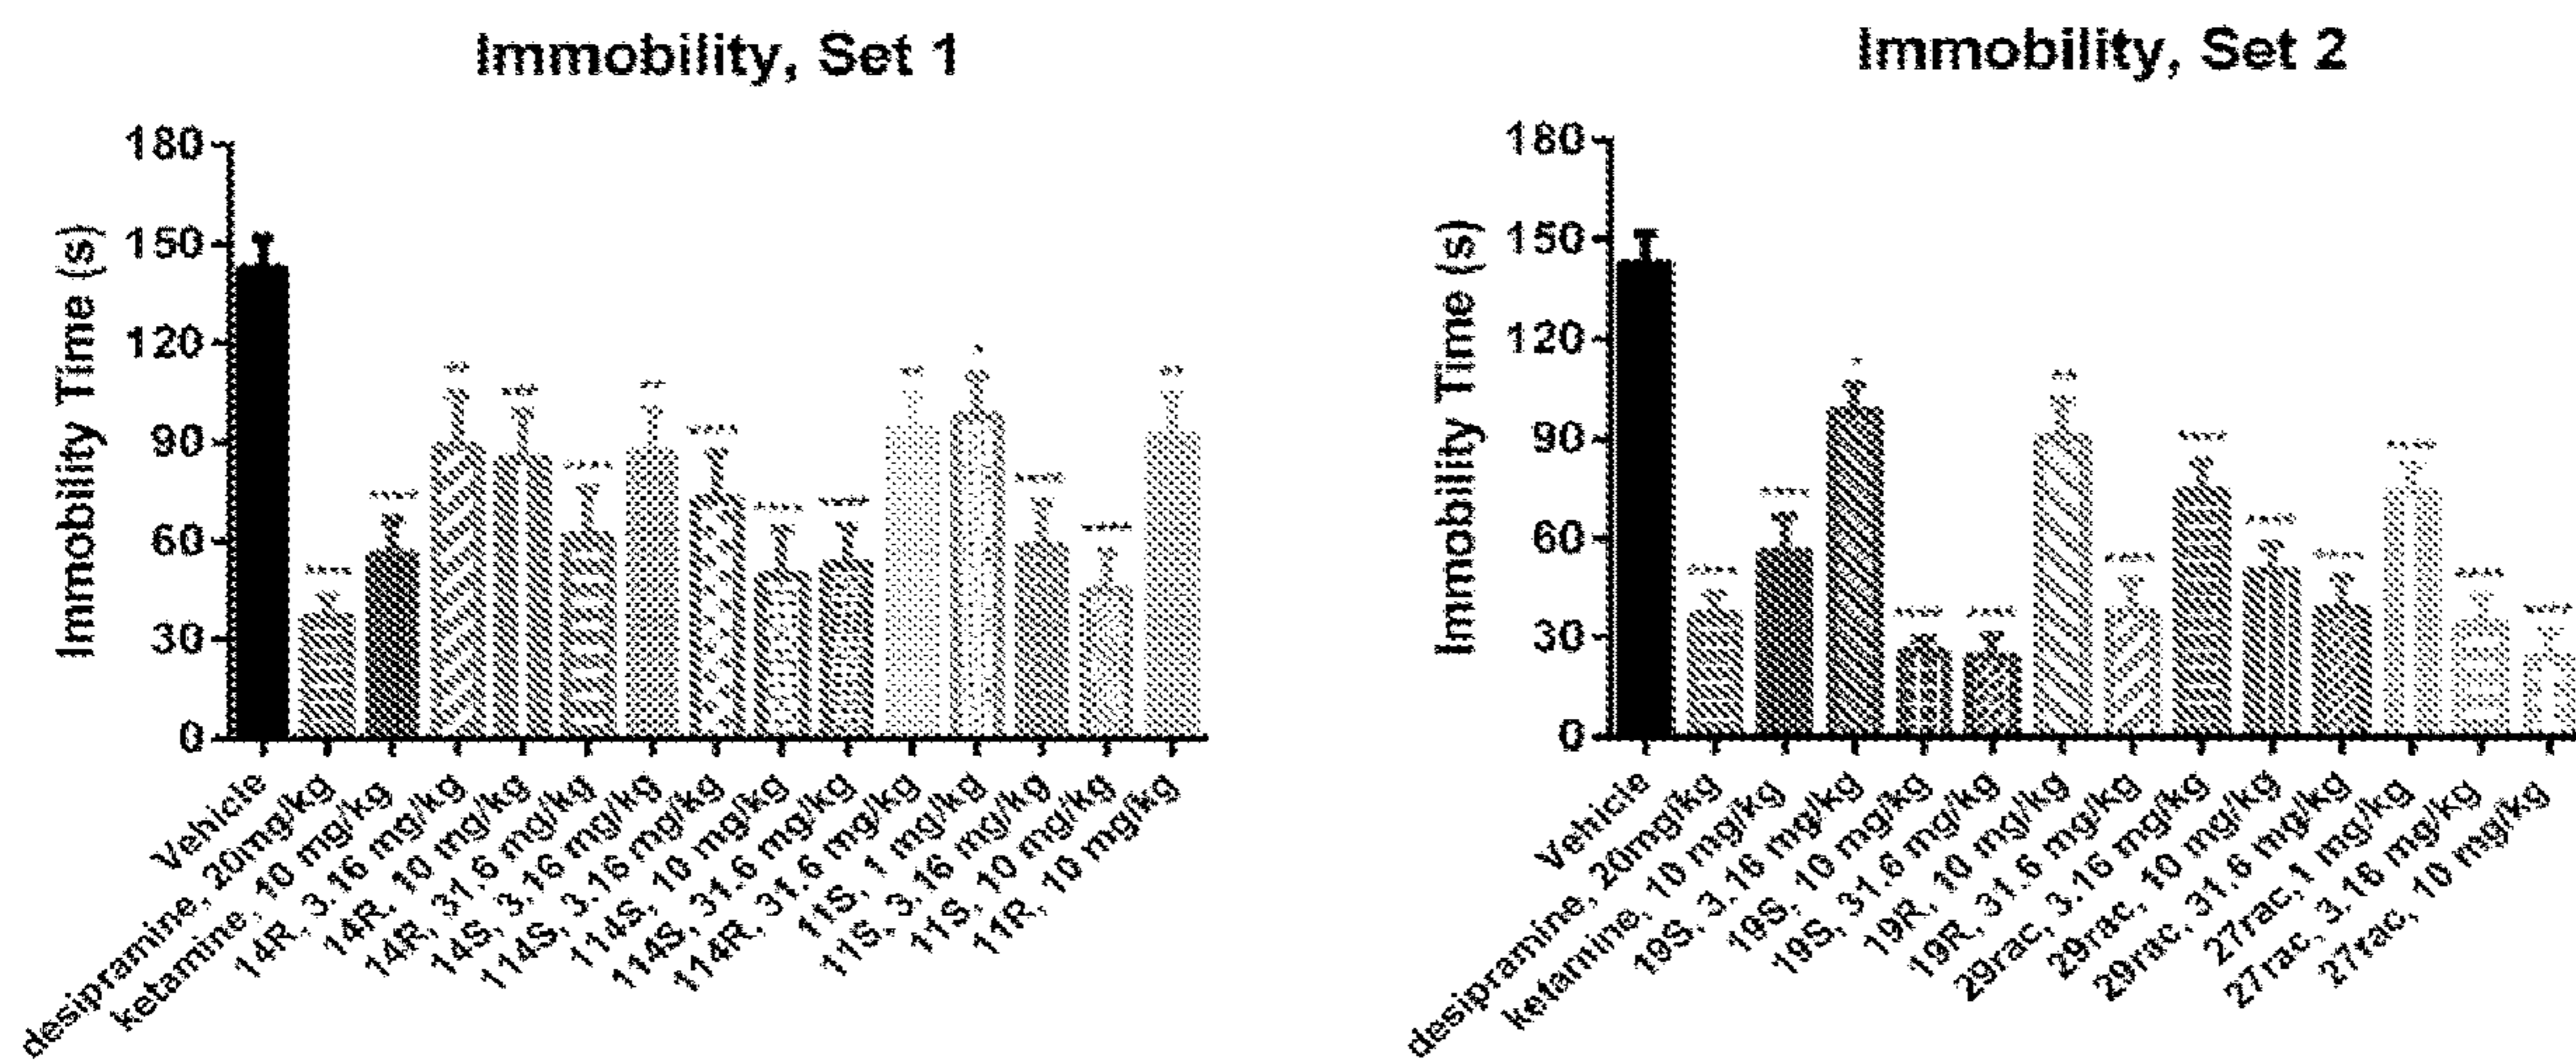 Immobility, Set 1
Immobility Time (s)
180
150
120
90
60
30
0
Vehicle
desipramine, 20mg/kg
ketamine, 10 mg/kg
14R, 3.16 mg/kg
14R, 10 mg/kg
14R, 31.6 mg/kg
14S, 3.16 mg/kg
114S, 3.16 mg/kg
114S, 10 mg/kg
114S, 31.6 mg/kg
114R, 31.6 mg/kg
11S, 1 mg/kg
11S, 3.16 mg/kg
11S, 10 mg/kg
11R, 10 mg/kg
Immobility, Set 2
Immobility Time (s)
180
150
120
90
60
30
0
Vehicle
desipramine, 20mg/kg
ketamine, 10 mg/kg
19S, 3.16 mg/kg
19S, 10 mg/kg
19S, 31.6 mg/kg
19R, 10 mg/kg
19R, 31.6 mg/kg
29rac, 3.16 mg/kg
29rac, 10 mg/kg
29rac, 31.6 mg/kg
27rac, 1 mg/kg
27rac, 3.16 mg/kg
27rac, 10 mg/kg